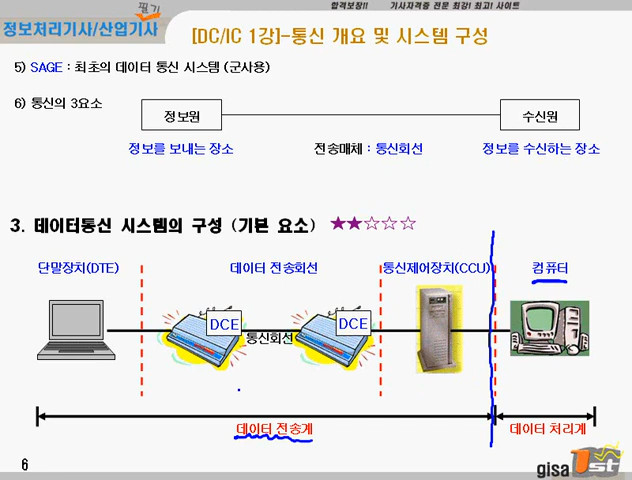 필기
정보처리기사/산업기사
합격보장!! 기사자격증 전문 최강! 최고! 사이트
[DC/IC 1강]-통신 개요 및 시스템 구성
5) SAGE : 최초의 데이터 통신 시스템 (군사용)
6) 통신의 3요소
정보원 수신원
정보를 보내는 장소 전송매체 : 통신회선 정보를 수신하는 장소
3. 데이터통신 시스템의 구성 (기본 요소) ★★☆☆☆
단말장치(DTE) 데이터 전송회선 통신제어장치(CCU) 컴퓨터
DCE 통신회선 DCE
데이터 전송계 데이터 처리계
6
gisa 1st